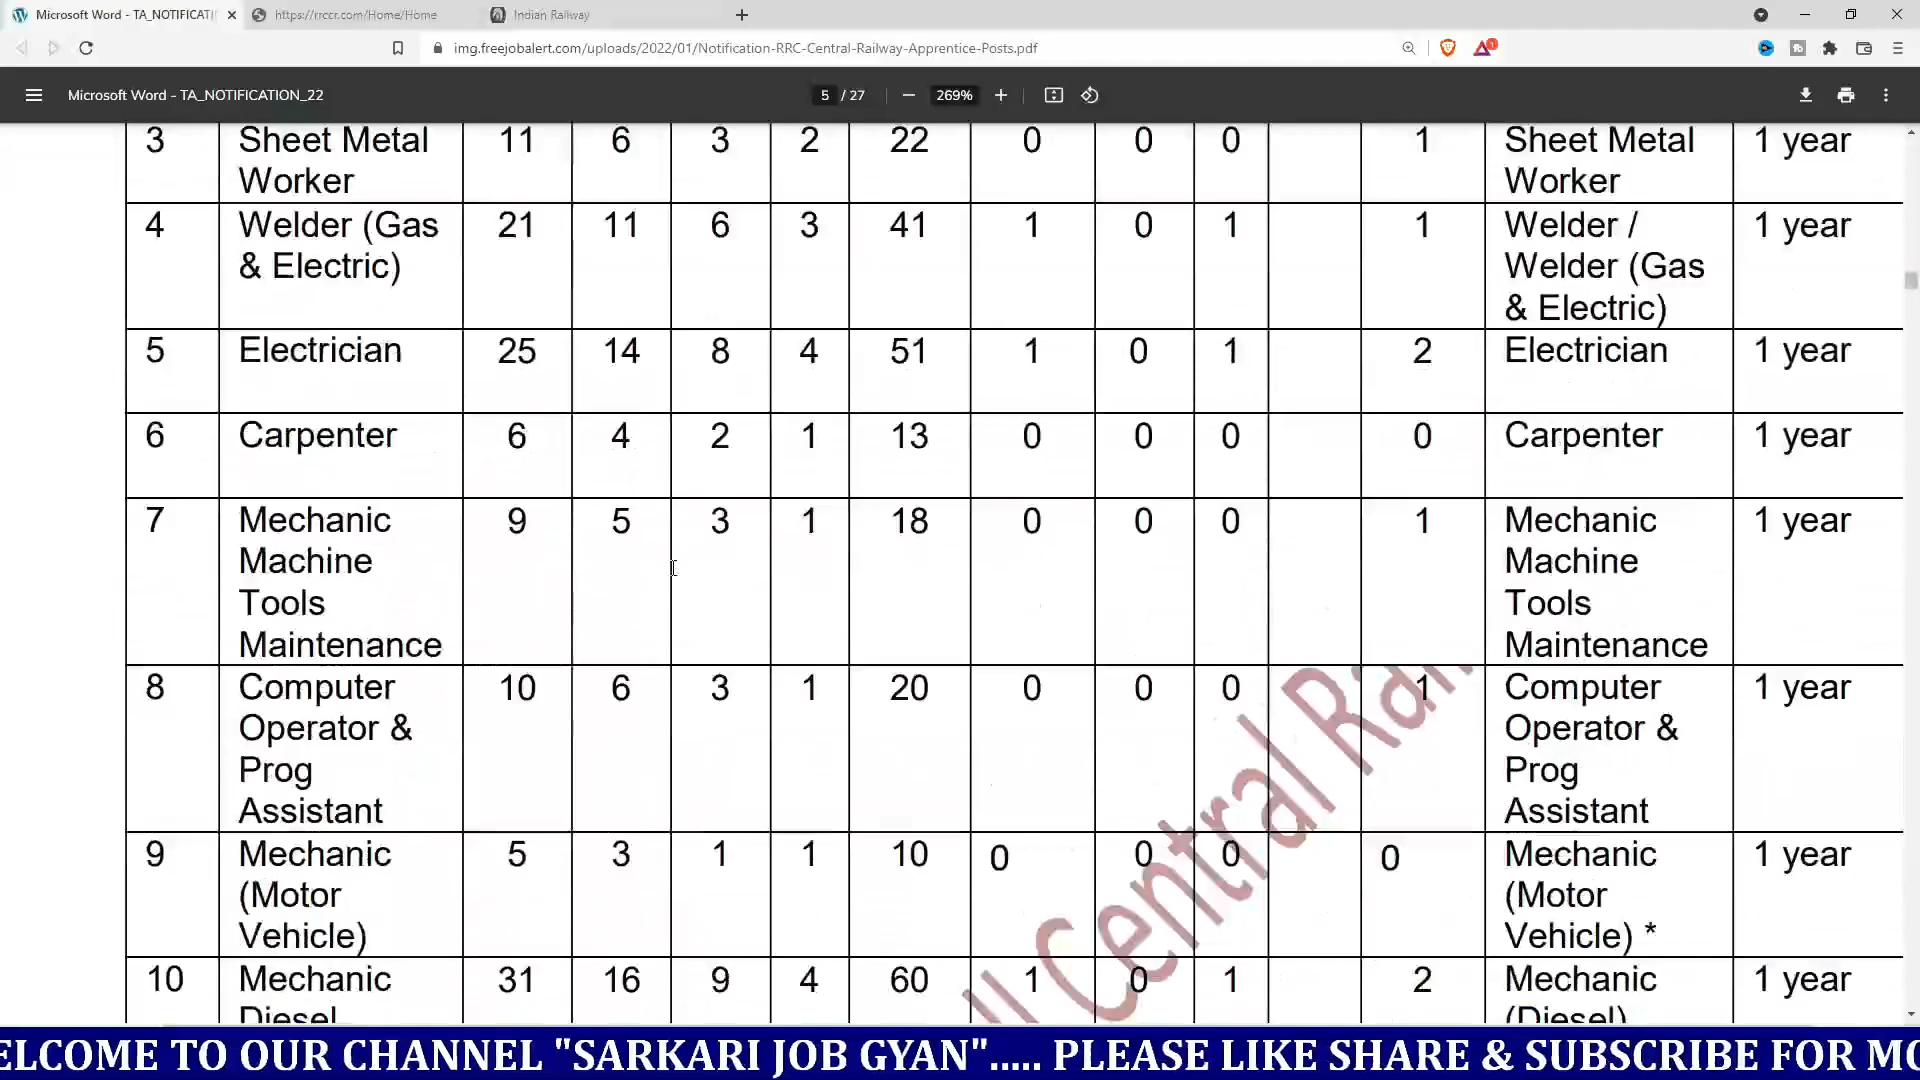 Microsoft Word - TA_NOTIFICATI
https://rrccr.com/Home/Home
Indian Railway
img.freejobalert.com/uploads/2022/01/Notification-RRC-Central-Railway-Apprentice-Posts.pdf
1
Microsoft Word - TA_NOTIFICATION_22
5 / 27
269%
3 Sheet Metal 11 6 3 2 22 0 0 0 1 Sheet Metal 1 year
Worker Worker
4 Welder (Gas 21 11 6 3 41 1 0 1 1 Welder / 1 year
& Electric) Welder (Gas
& Electric)
5 Electrician 25 14 8 4 51 1 0 1 2 Electrician 1 year
6 Carpenter 6 4 2 1 13 0 0 0 0 Carpenter 1 year
7 Mechanic 9 5 3 1 18 0 0 0 1 Mechanic 1 year
Machine Machine
Tools Tools
Maintenance Maintenance
8 Computer 10 6 3 1 20 0 0 0 1 Computer 1 year
Operator & Operator &
Prog Prog
Assistant Assistant
9 Mechanic 5 3 1 1 10 0 0 0 0 Mechanic 1 year
(Motor (Motor
Vehicle) Vehicle) *
10 Mechanic 31 16 9 4 60 1 0 1 2 Mechanic 1 year
Diesel (Diesel)
Central
ELCOME TO OUR CHANNEL "SARKARI JOB GYAN"..... PLEASE LIKE SHARE & SUBSCRIBE FOR MO